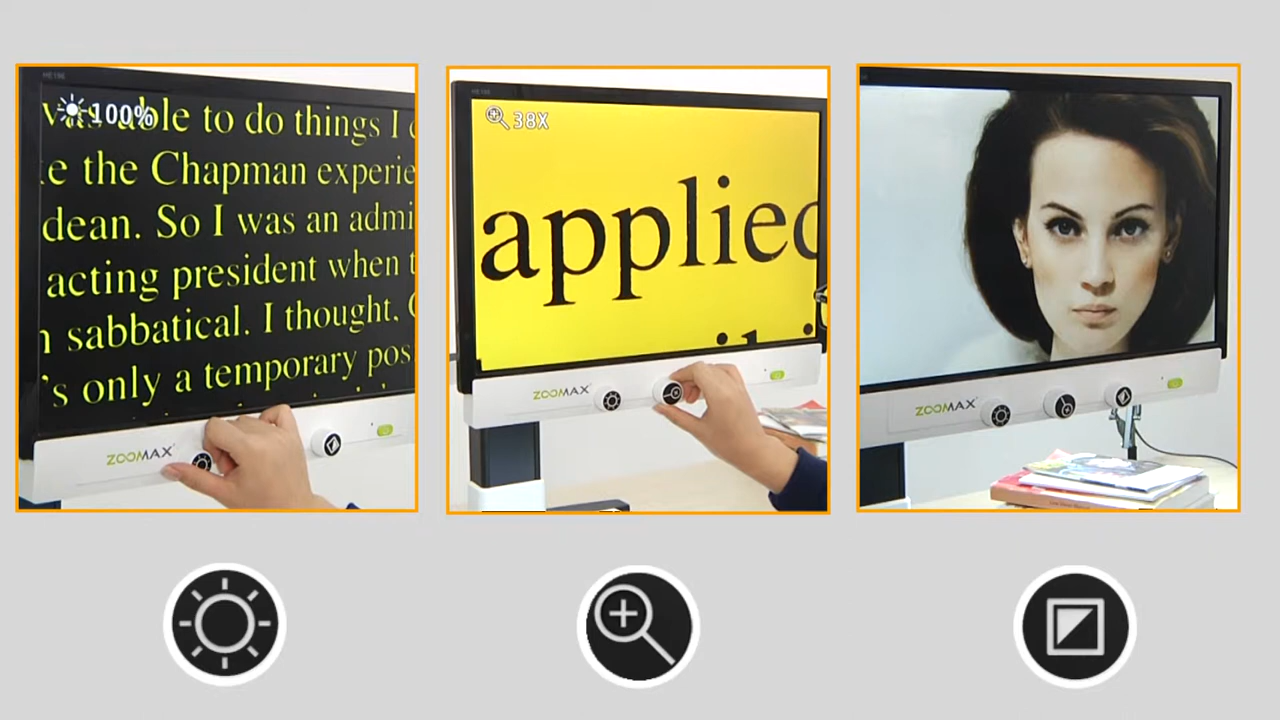 100%
able to do things I
the Chapman experie
dean. So I was an admi
acting president when t
sabbatical. I thought,
's only a temporary pos
ZOOMAX
38X
applied
ZOOMAX
ZOOMAX